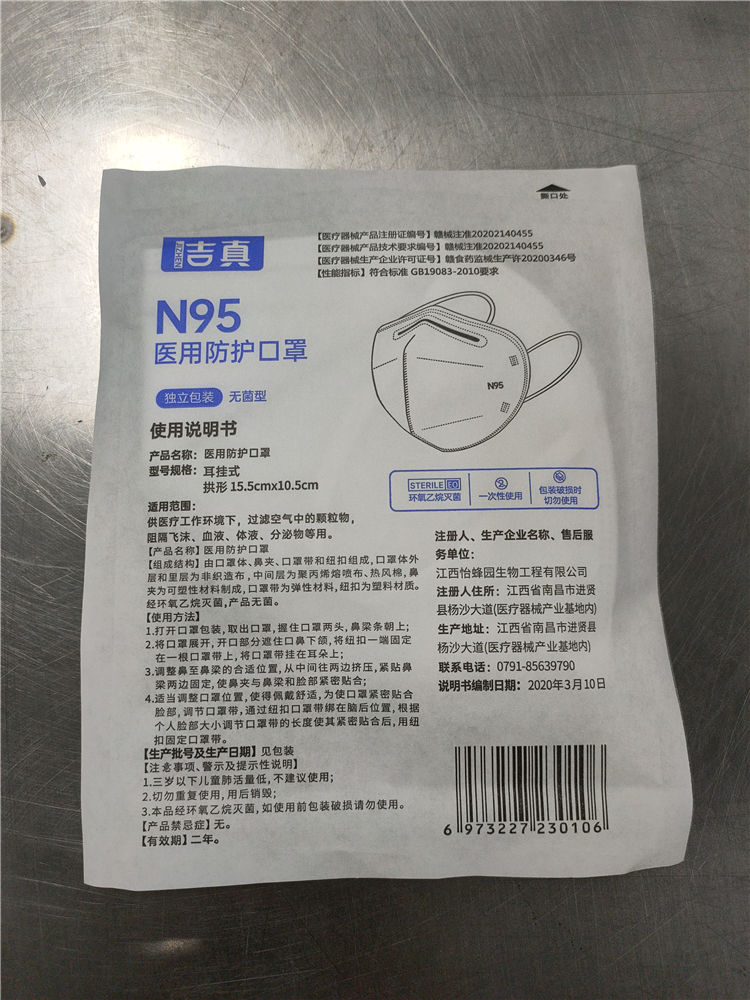 撕口处
JIZHEN
吉真
【医疗器械产品注册证编号】赣械注准20202140455
【医疗器械产品技术要求编号】赣械注准20202140455
【医疗器械生产企业许可证号】赣食药监械生产许20200346号
【性能指标】符合标准 GB19083-2010要求
N95
医用防护口罩
独立包装 无菌型
N95
使用说明书
产品名称：医用防护口罩
型号规格：耳挂式
拱形 15.5cmx10.5cm
STERILE EO
环氧乙烷灭菌
一次性使用
包装破损时
切勿使用
适用范围：
供医疗工作环境下，过滤空气中的颗粒物，
阻隔飞沫、血液、体液、分泌物等用。
【产品名称】医用防护口罩
【组成结构】由口罩体、鼻夹、口罩带和纽扣组成，口罩体外
层和里层为非织造布，中间层为聚丙烯熔喷布、热风棉，鼻
夹为可塑性材料制成，口罩带为弹性材料，纽扣为塑料材质。
经环氧乙烷灭菌，产品无菌。
【使用方法】
1.打开口罩包装，取出口罩，握住口罩两头，鼻梁条朝上；
2.将口罩展开，开口部分遮住口鼻下颌，将纽扣一端固定
在一根口罩带上，将口罩带挂在耳朵上；
3.调整鼻至鼻梁的合适位置，从中间往两边挤压，紧贴鼻
梁两边固定，使鼻夹与鼻梁和脸部紧密贴合；
4.适当调整口罩位置，使得佩戴舒适，为使口罩紧密贴合
脸部，调节口罩带，通过纽扣口罩带绑在脑后位置，根据
个人脸部大小调节口罩带的长度使其紧密贴合后，用纽
扣固定口罩带。
【生产批号及生产日期】见包装
【注意事项、警示及提示性说明】
1.三岁以下儿童肺活量低，不建议使用；
2.切勿重复使用，用后销毁；
3.本品经环氧乙烷灭菌，如使用前包装破损请勿使用。
【产品禁忌症】无。
【有效期】二年。
注册人、生产企业名称、售后服
务单位：
江西怡蜂园生物工程有限公司
注册人住所：江西省南昌市进贤
县杨沙大道(医疗器械产业基地内)
生产地址：江西省南昌市进贤县
杨沙大道(医疗器械产业基地内)
联系电话：0791-85639790
说明书编制日期：2020年3月10日
6 973227 230106